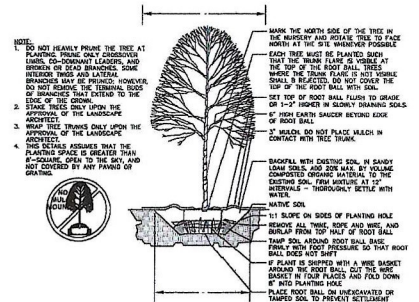 NOTE:
1. DO NOT HEAVILY PRUNE THE TREE AT
PLANTING. PRUNE ONLY CROSSOVER
LIMBS, CO-DOMINANT LEADERS, AND
BROKEN OR DEAD BRANCHES. SOME
INTERIOR TWIGS AND LATERAL
BRANCHES MAY BE PRUNED; HOWEVER,
DO NOT REMOVE THE TERMINAL BUDS
OF BRANCHES THAT EXTEND TO THE
EDGE OF THE CROWN.
2. STAKE TREES ONLY UPON THE
APPROVAL OF THE LANDSCAPE
ARCHITECT.
3. WRAP TREE TRUNKS ONLY UPON THE
APPROVAL OF THE LANDSCAPE
ARCHITECT.
4. THIS DETAILS ASSUMES THAT THE
PLANTING SPACE IS GREATER THAN
8'-SQUARE, OPEN TO THE SKY, AND
NOT COVERED BY ANY PAVING OR
GRATING.
NO
MULCH
MOUND
MARK THE NORTH SIDE OF THE TREE IN
THE NURSERY AND ROTATE TREE TO FACE
NORTH AT THE SITE WHENEVER POSSIBLE
EACH TREE MUST BE PLANTED SUCH
THAT THE TRUNK FLARE IS VISIBLE AT
THE TOP OF THE ROOT BALL. TREES
WHERE THE TRUNK FLARE IS NOT VISIBLE
SHALL B REJECTED. DO NOT COVER THE
TOP OF THE ROOT BALL WITH SOIL.
SET TOP OF ROOT BALL FLUSH TO GRADE
OR 1-2" HIGHER IN SLOWLY DRAINING SOILS.
6" HIGH EARTH SAUCER BEYOND EDGE
OF ROOT BALL
3" MULCH. DO NOT PLACE MULCH IN
CONTACT WITH TREE TRUNK.
BACKFILL WITH EXISTING SOIL, IN SANDY
LOAM SOILS, ADD 20% MAX. BY VOLUME
COMPOSTED ORGANIC MATERIAL TO THE
EXISTING SOIL. FIRM MIXTURE AT 12"
INTERVALS - THOROUGHLY SETTLE WITH
WATER.
NATIVE SOIL
1:1 SLOPE ON SIDES OF PLANTING HOLE
REMOVE ALL TWINE, ROPE AND WIRE, AND
BURLAP FROM TOP HALF OF ROOT BALL
TAMP SOIL AROUND ROOT BALL BASE
FIRMLY WITH FOOT PRESSURE SO THAT ROOT
BALL DOES NOT SHIFT
IF PLANT IS SHIPPED WITH A WIRE BASKET
AROUND THE ROOT BALL, CUT THE WIRE
BASKET IN FOUR PLACES AND FOLD DOWN
8" INTO PLANTING HOLE
PLACE ROOT BALL ON UNEXCAVATED OR
TAMPED SOIL TO PREVENT SETTLEMENT